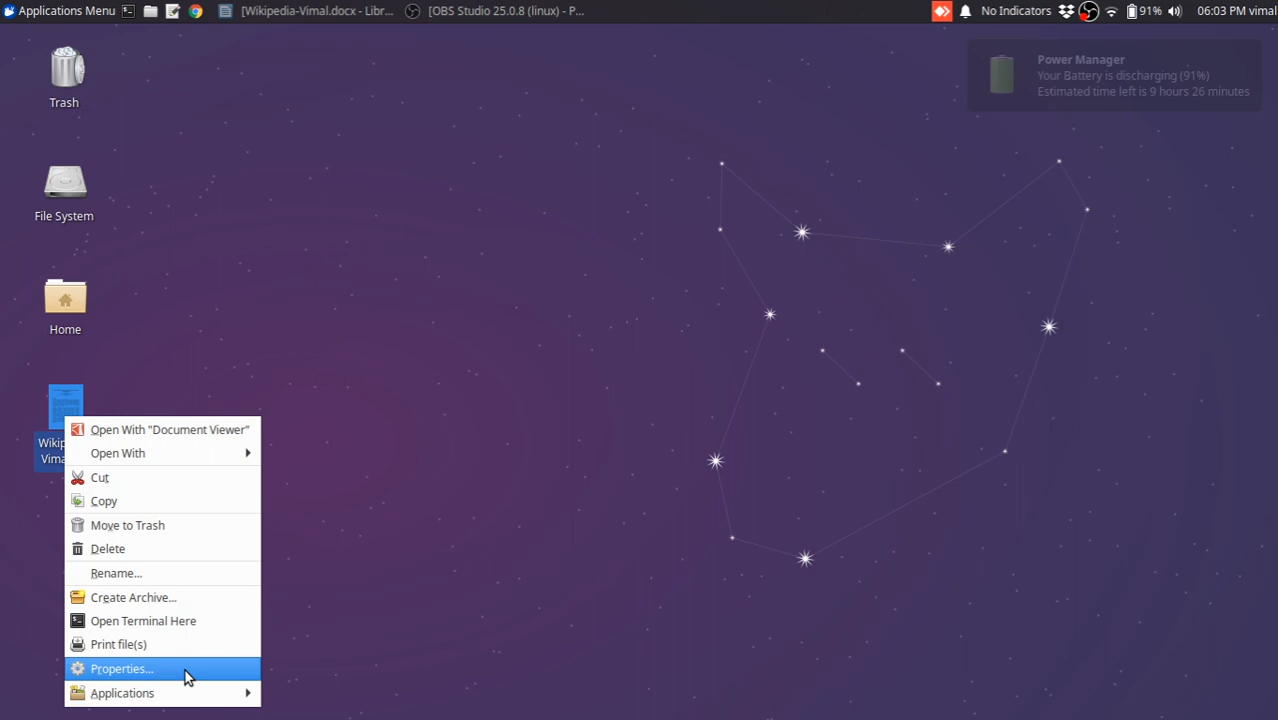 Applications Menu [Wikipedia-Vimal.docx - Libr... [OBS Studio 25.0.8 (linux) - P... No Indicators 91% 06:03 PM vimal
Power Manager
Your Battery is discharging (91%)
Estimated time left is 9 hours 26 minutes
Trash
File System
Home
Wikip
Vima
Open With "Document Viewer"
Open With
Cut
Copy
Move to Trash
Delete
Rename...
Create Archive...
Open Terminal Here
Print file(s)
Properties...
Applications